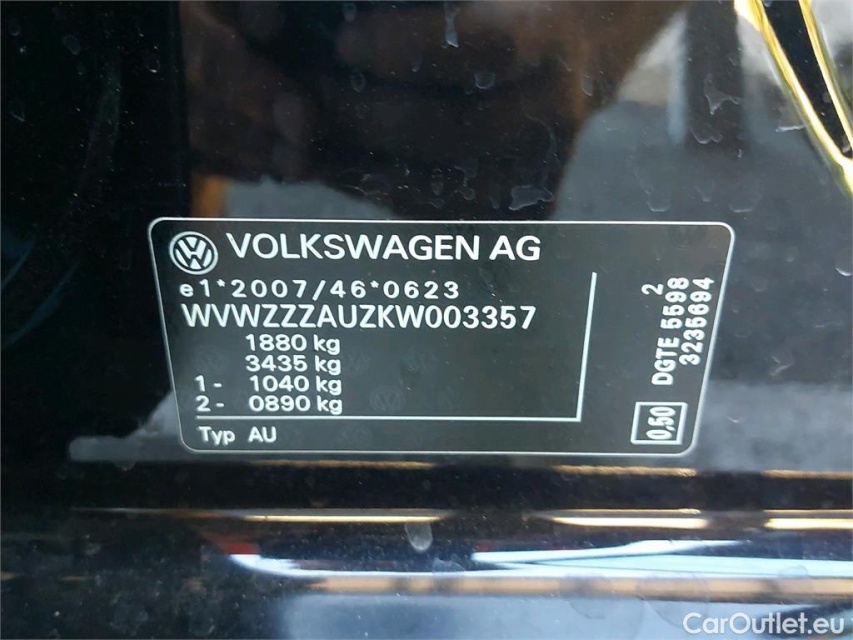 VOLKSWAGEN AG
e1*2007/46*0623
WVWZZZAUZKW003357
1880 kg
3435 kg
1- 1040 kg
2- 0890 kg
Typ AU
2
DGTE 5598
3235694
0,50
CarOutlet.eu